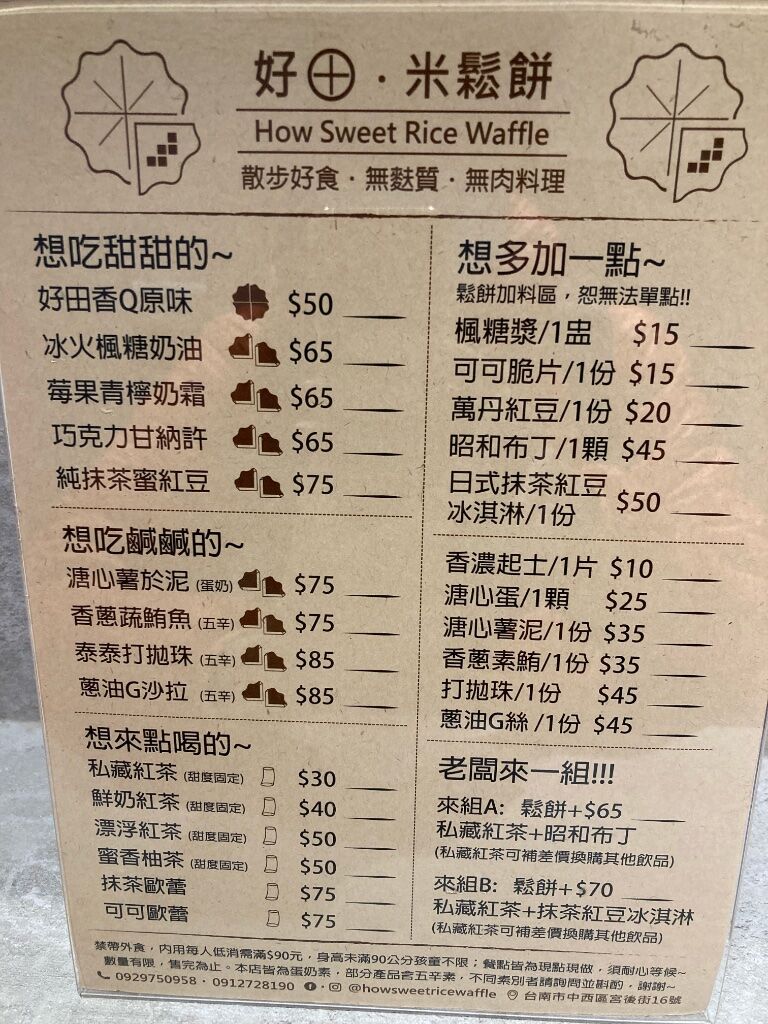 好田·米鬆餅
How Sweet Rice Waffle
散步好食·無麩質·無肉料理
想吃甜甜的~
好田香Q原味 $50
冰火楓糖奶油 $65
莓果青檸奶霜 $65
巧克力甘納許 $65
純抹茶蜜紅豆 $75
想吃鹹鹹的~
溏心薯於泥 (蛋奶) $75
香蔥蔬鮪魚 (五辛) $75
泰泰打拋珠 (五辛) $85
蔥油G沙拉 (五辛) $85
想來點喝的~
私藏紅茶 (甜度固定) $30
鮮奶紅茶 (甜度固定) $40
漂浮紅茶 (甜度固定) $50
蜜香柚茶 (甜度固定) $50
抹茶歐蕾 $75
可可歐蕾 $75
想多加一點~
鬆餅加料區，恕無法單點!!
楓糖漿/1盅 $15
可可脆片/1份 $15
萬丹紅豆/1份 $20
昭和布丁/1顆 $45
日式抹茶紅豆
冰淇淋/1份 $50
香濃起士/1片 $10
溏心蛋/1顆 $25
溏心薯泥/1份 $35
香蔥素鮪/1份 $35
打拋珠/1份 $45
蔥油G絲 /1份 $45
老闆來一組!!!
來組A: 鬆餅+$65
私藏紅茶+昭和布丁
(私藏紅茶可補差價換購其他飲品)
來組B: 鬆餅+$70
私藏紅茶+抹茶紅豆冰淇淋
(私藏紅茶可補差價換購其他飲品)
禁帶外食，內用每人低消需滿$90元，身高未滿90公分孩童不限；餐點皆為現點現做，須耐心等候~
數量有限，售完為止。本店皆為蛋奶素，部分產品含五辛素，不同素別者請詢問並斟酌，謝謝~
0929750958·0912728190 · @howsweetricewaffle 台南市中西區宮後街16號